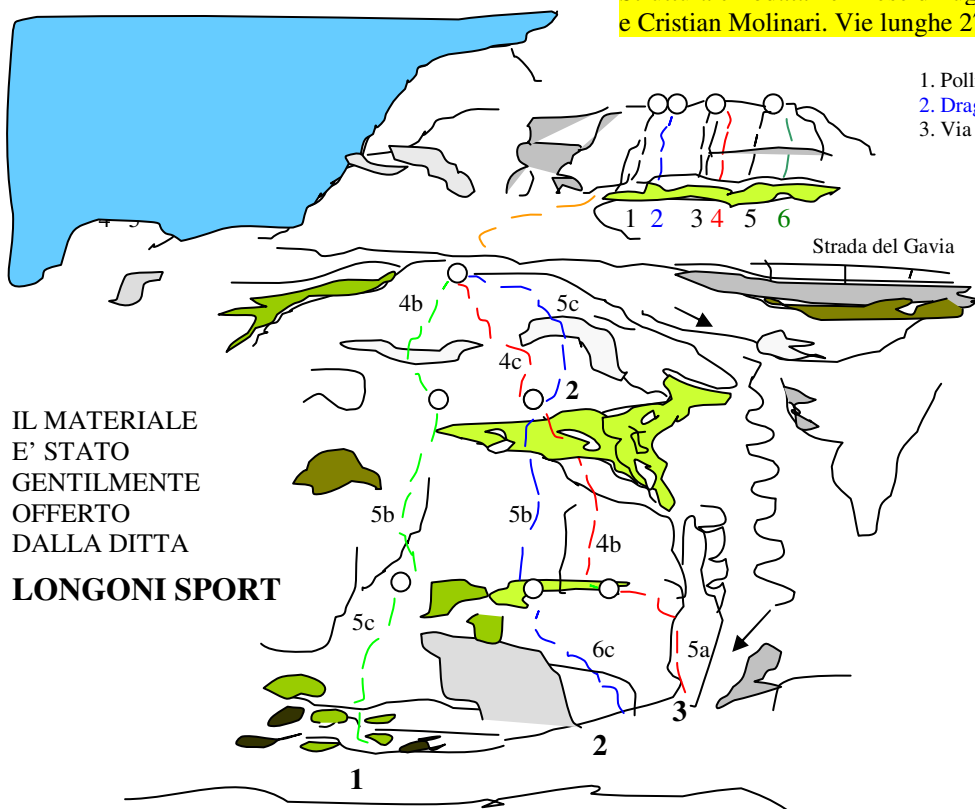 e Cristian Molinari. Vie lunghe
1. Poll
2. Drag
3. Via
1 2 3 4 5 6
Strada del Gavia
4b
5c
4c
2
IL MATERIALE
E' STATO
GENTILMENTE
OFFERTO
DALLA DITTA
LONGONI SPORT
5b
5b
4b
5c
6c
5a
3
2
1